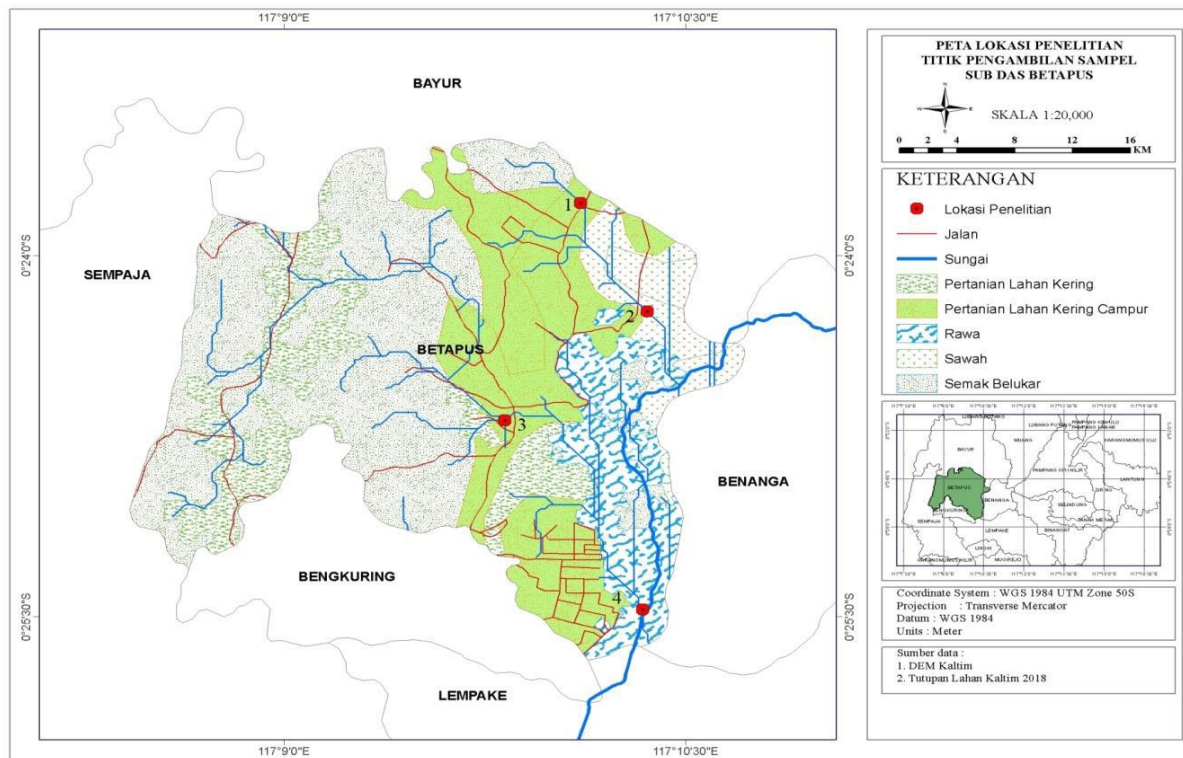 117°9'0"E
117°10'30"E
BAYUR
SEMPAJA
BETAPUS
BENGKURING
BENANGA
LEMPAKE
1
2
3
4
0°24'0"S
0°25'30"S
0°24'0"S
0°25'30"S
117°9'0"E
117°10'30"E
PETA LOKASI PENELITIAN
TITIK PENGAMBILAN SAMPEL
SUB DAS BETAPUS
N
W
E
S
SKALA 1:20,000
0 2 3 4 8 12 16
KM
KETERANGAN
Lokasi Penelitian
Jalan
Sungai
Pertanian Lahan Kering
Pertanian Lahan Kering Campur
Rawa
Sawah
Semak Belukar
BAYUR
MUANG
BETAPUS
BENANGA
BENGKURING
SEMPAJA
LEMPAKE
Coordinate System : WGS 1984 UTM Zone 50S
Projection : Transverse Mercator
Datum : WGS 1984
Units : Meter
Sumber data :
1. DEM Kaltim
2. Tutupan Lahan Kaltim 2018